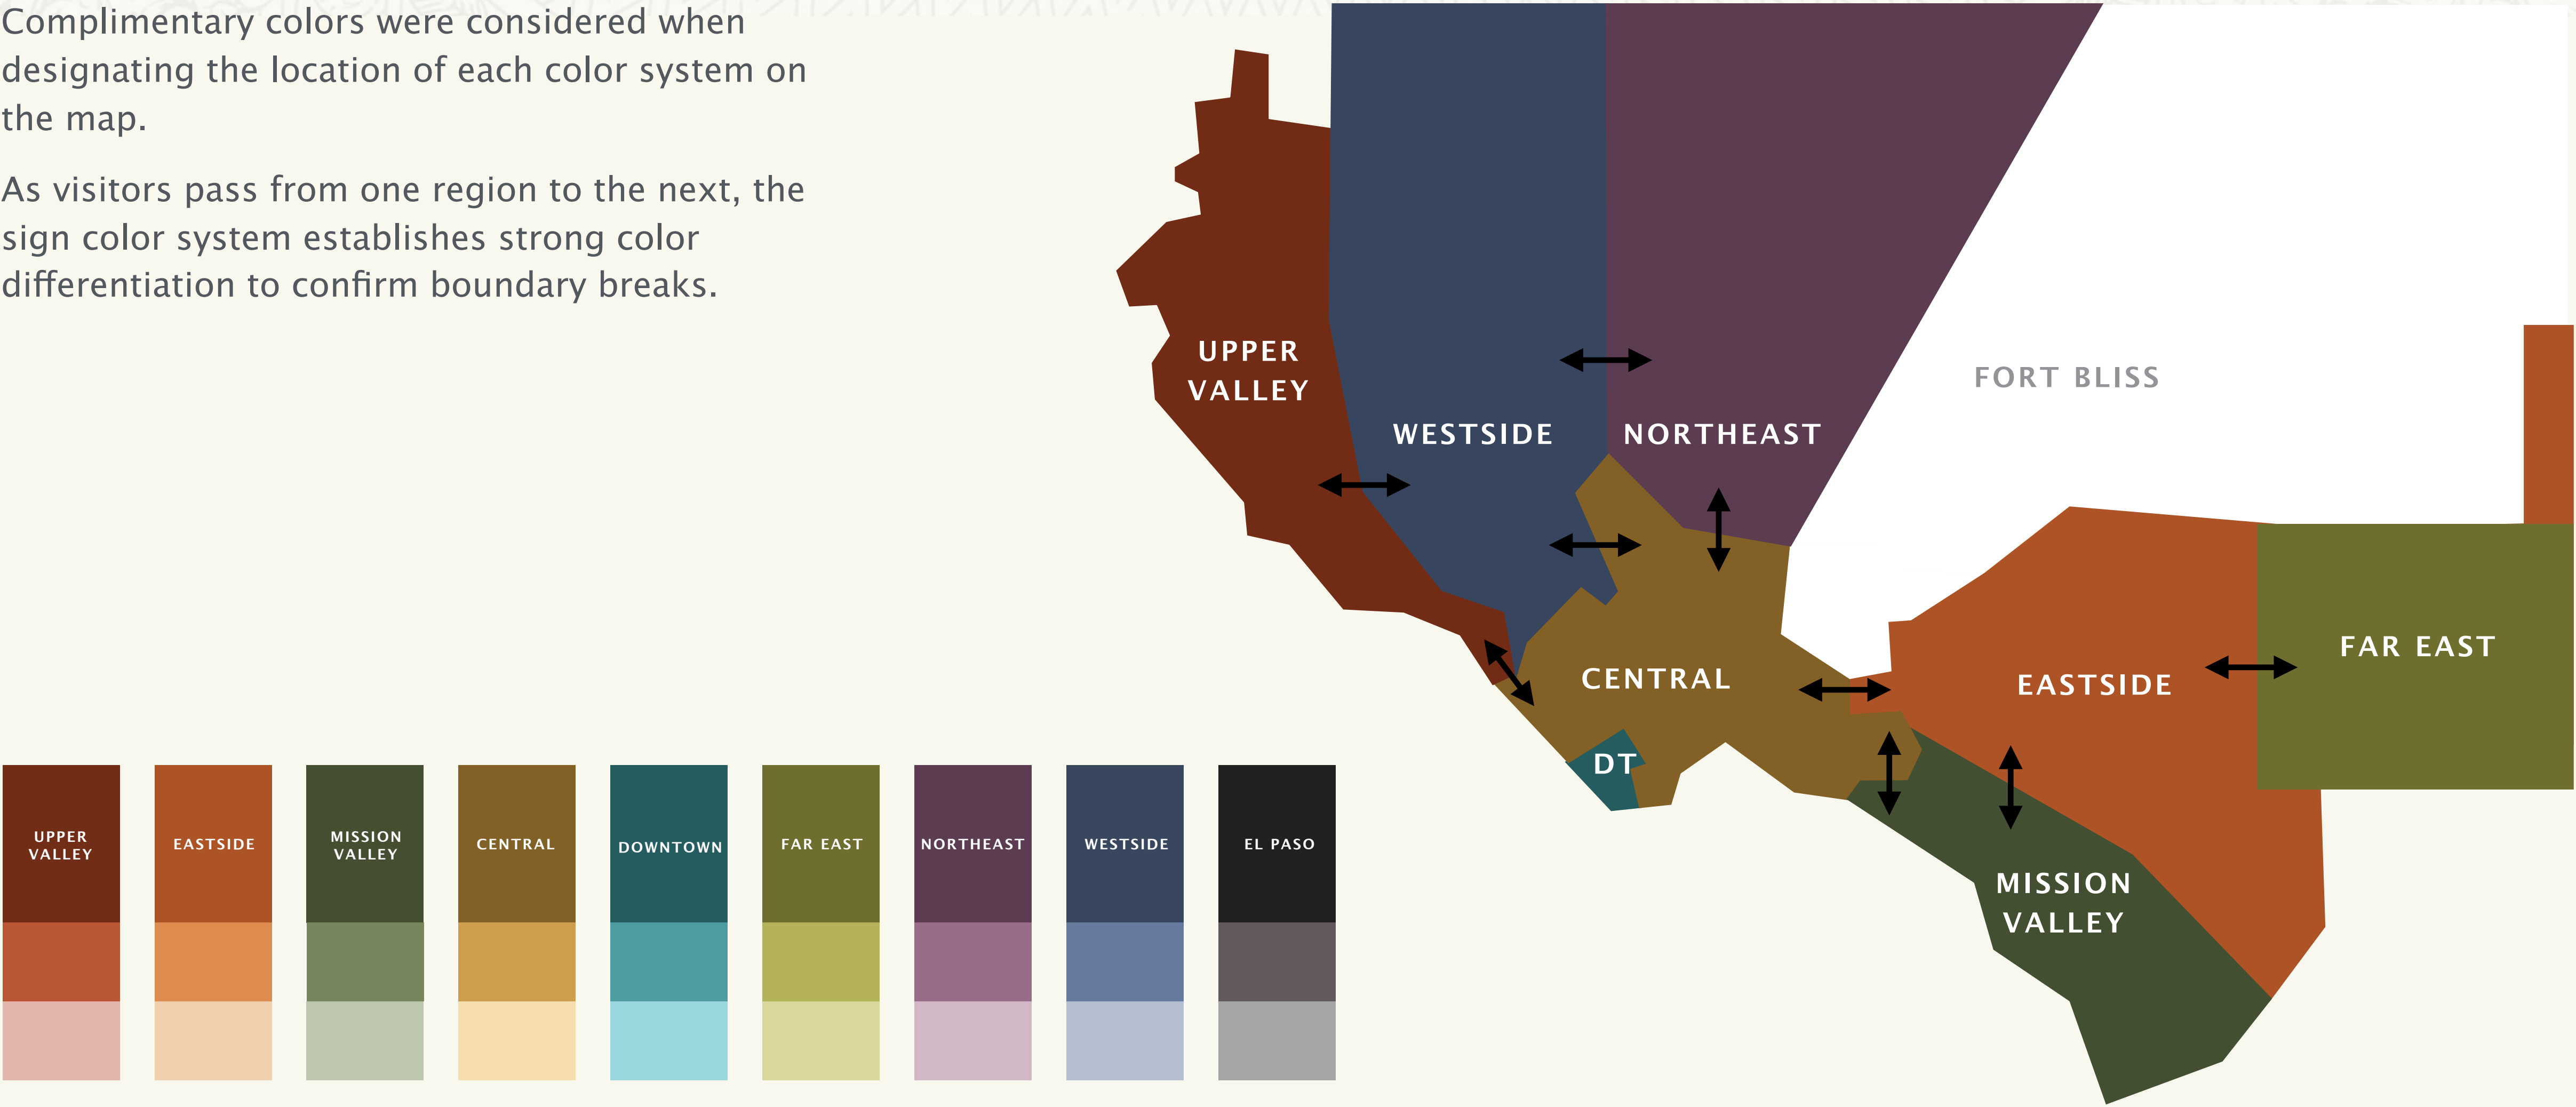 Complimentary colors were considered when
designating the location of each color system on
the map.
As visitors pass from one region to the next, the
sign color system establishes strong color
differentiation to confirm boundary breaks.
UPPER
VALLEY
WESTSIDE
NORTHEAST
FORT BLISS
CENTRAL
DT
EASTSIDE
FAR EAST
MISSION
VALLEY
UPPER
VALLEY
EASTSIDE
MISSION
VALLEY
CENTRAL
DOWNTOWN
FAR EAST
NORTHEAST
WESTSIDE
EL PASO